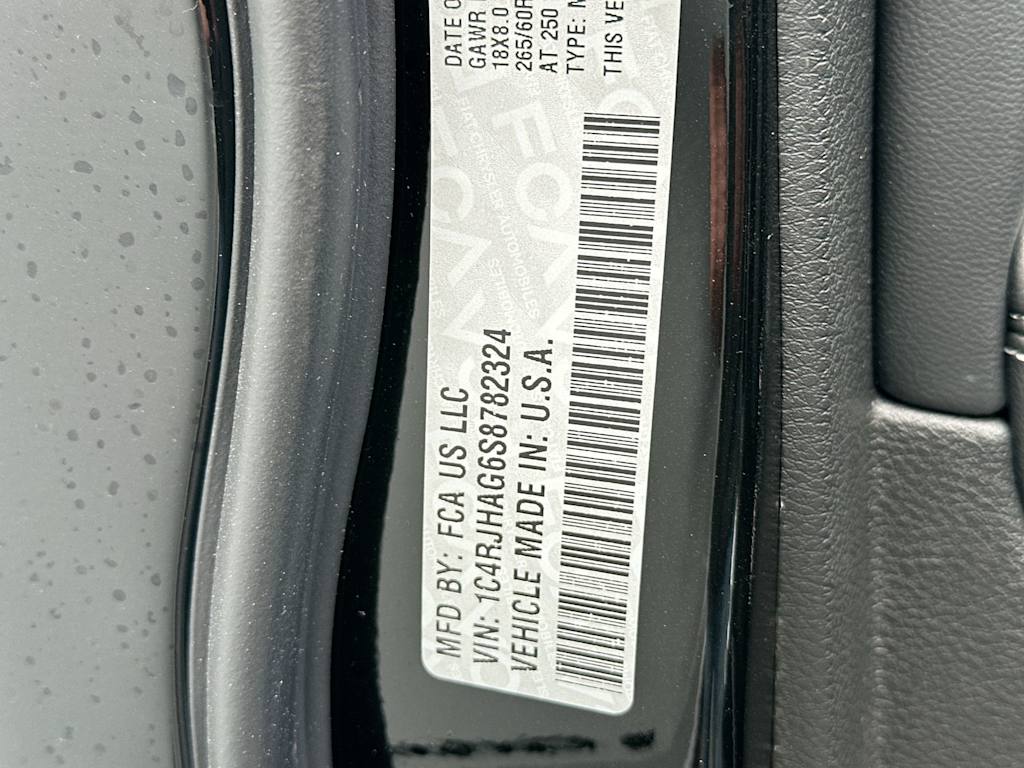 MFD BY: FCA US LLC
DATE O
GAWR
VIN: 1C4RJHAG6S8782324
18X8.0
265/60R
VEHICLE MADE IN: U.S.A.
AT 250
TYPE:
THIS VE
FCA